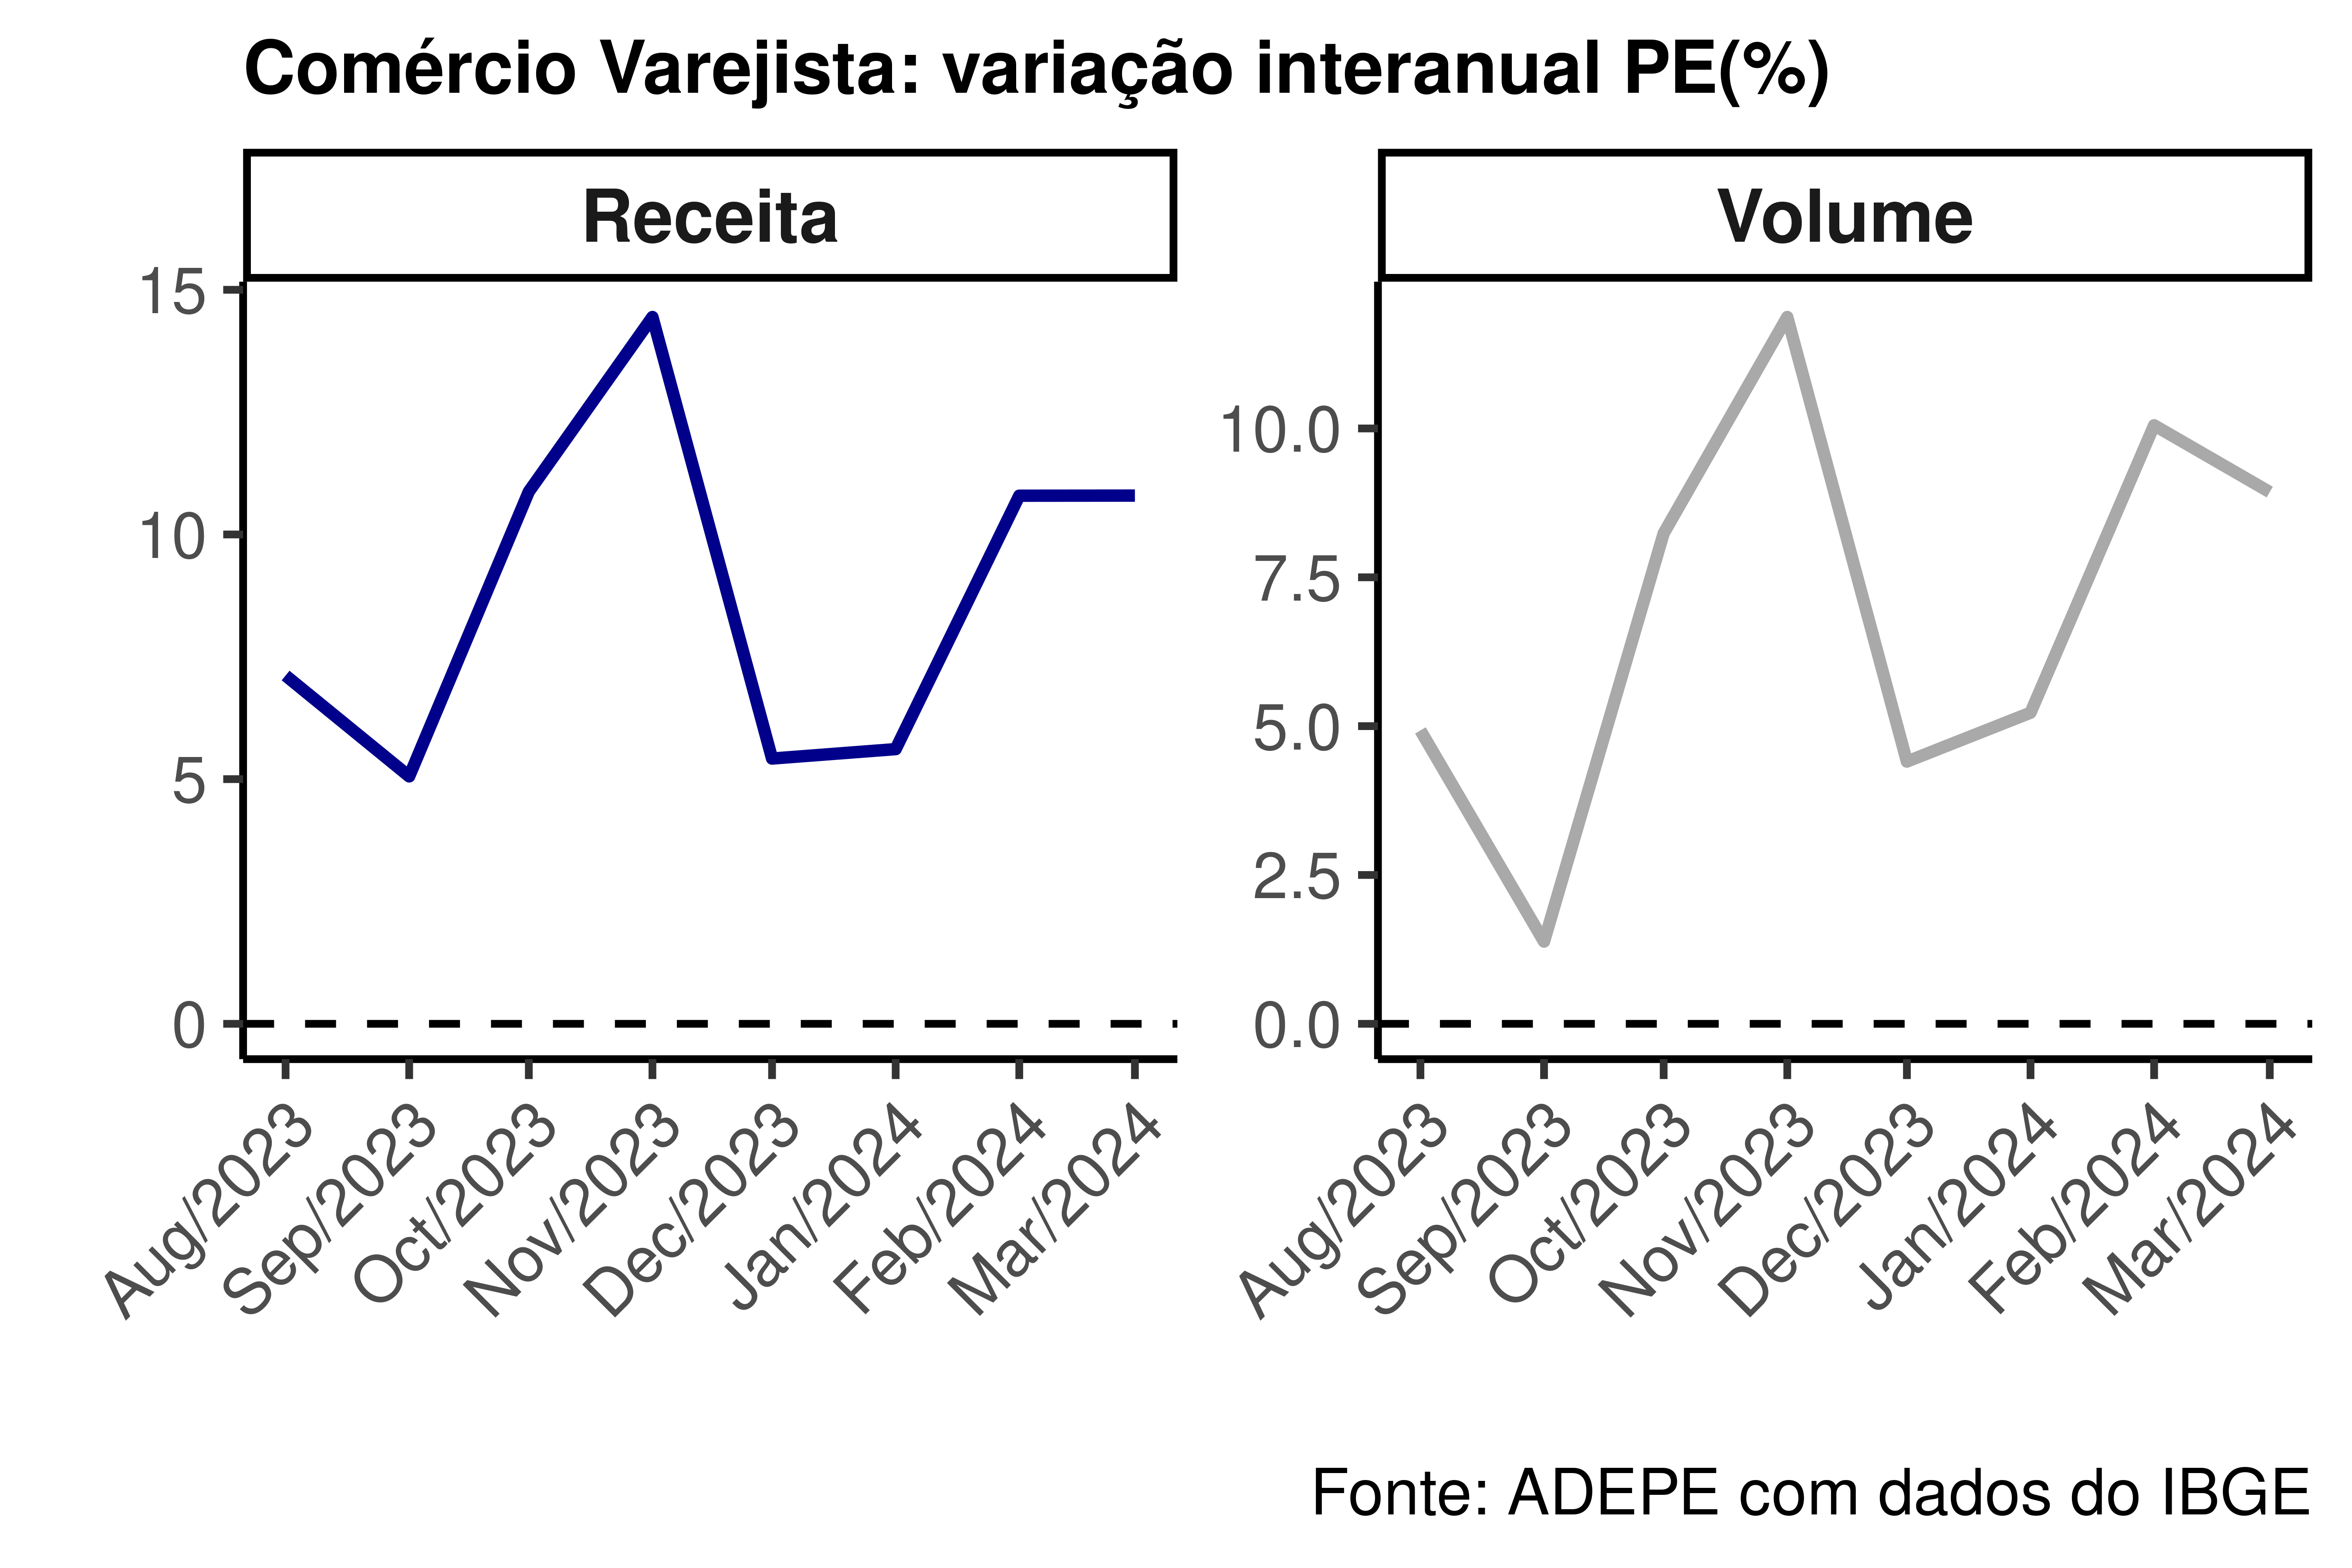 Comércio Varejista: variação interanual PE(%)
Receita
15
10
5
0
Aug/2023
Sep/2023
Oct/2023
Nov/2023
Dec/2023
Jan/2024
Feb/2024
Mar/2024
Volume
10.0
7.5
5.0
2.5
0.0
Aug/2023
Sep/2023
Oct/2023
Nov/2023
Dec/2023
Jan/2024
Feb/2024
Mar/2024
Fonte: ADEPE com dados do IBGE